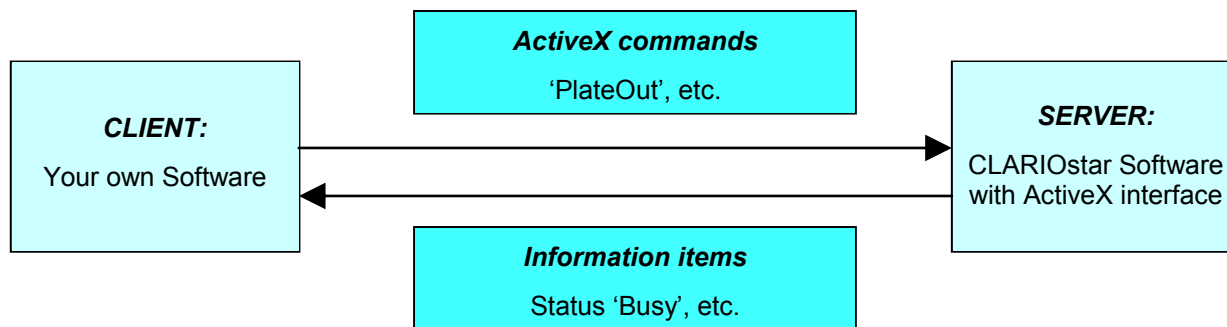 ActiveX commands
‘PlateOut’, etc.
CLIENT:
Your own Software
SERVER:
CLARIOstar Software
with ActiveX interface
Information items
Status ‘Busy’, etc.